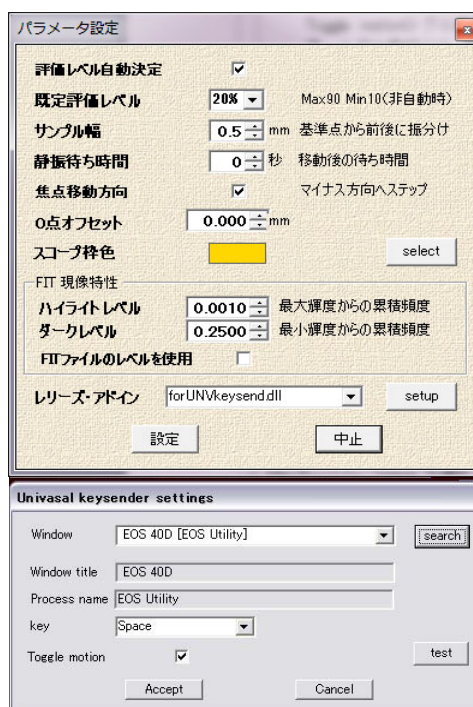 パラメータ設定
評価レベル自動決定
既定評価レベル 20% Max90 Min10(非自動時)
サンプル幅 0.5 mm 基準点から前後に振分け
静振待ち時間 0 秒 移動後の待ち時間
焦点移動方向 マイナス方向へステップ
0点オフセット 0.000 mm
スコープ枠色 select
FIT 現像特性
ハイライトレベル 0.0010 最大輝度からの累積頻度
ダークレベル 0.2500 最小輝度からの累積頻度
FITファイルのレベルを使用
レリーズ・アドイン forUNVkeysend.dll setup
設定 中止
Univasal keysender settings
Window EOS 40D [EOS Utility] search
Window title EOS 40D
Process name EOS Utility
key Space
Toggle motion test
Accept Cancel